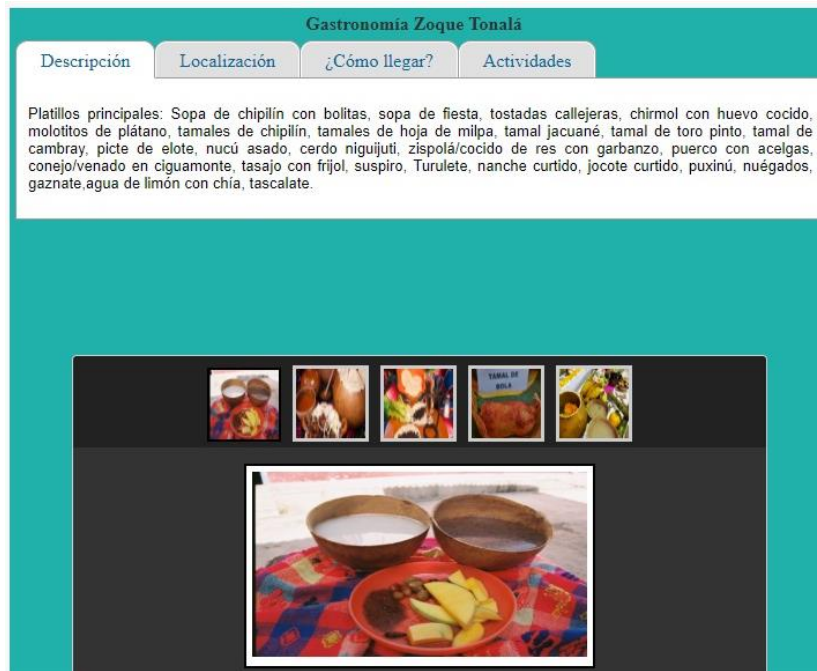 Gastronomía Zoque Tonalá
Descripción
Localización
¿Cómo llegar?
Actividades
Platillos principales: Sopa de chipilín con bolitas, sopa de fiesta, tostadas callejeras, chirmol con huevo cocido,
molotitos de plátano, tamales de chipilín, tamales de hoja de milpa, tamal jacuané, tamal de toro pinto, tamal de
cambray, picte de elote, nucú asado, cerdo niguijuti, zispolá/cocido de res con garbanzo, puerco con acelgas,
conejo/venado en ciguamonte, tasajo con frijol, suspiro, Turulete, nanche curtido, jocote curtido, puxinú, nuégados,
gaznate,agua de limón con chía, tascalate.
TAMAL DE
BOLA